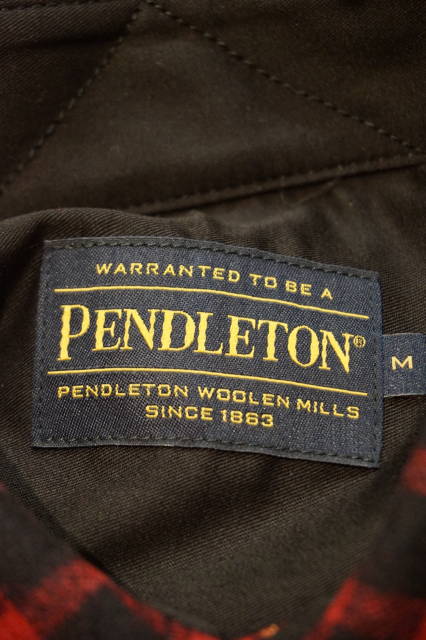 WARRANTED TO BE A
PENDLETON®
M
PENDLETON WOOLEN MILLS
SINCE 1863